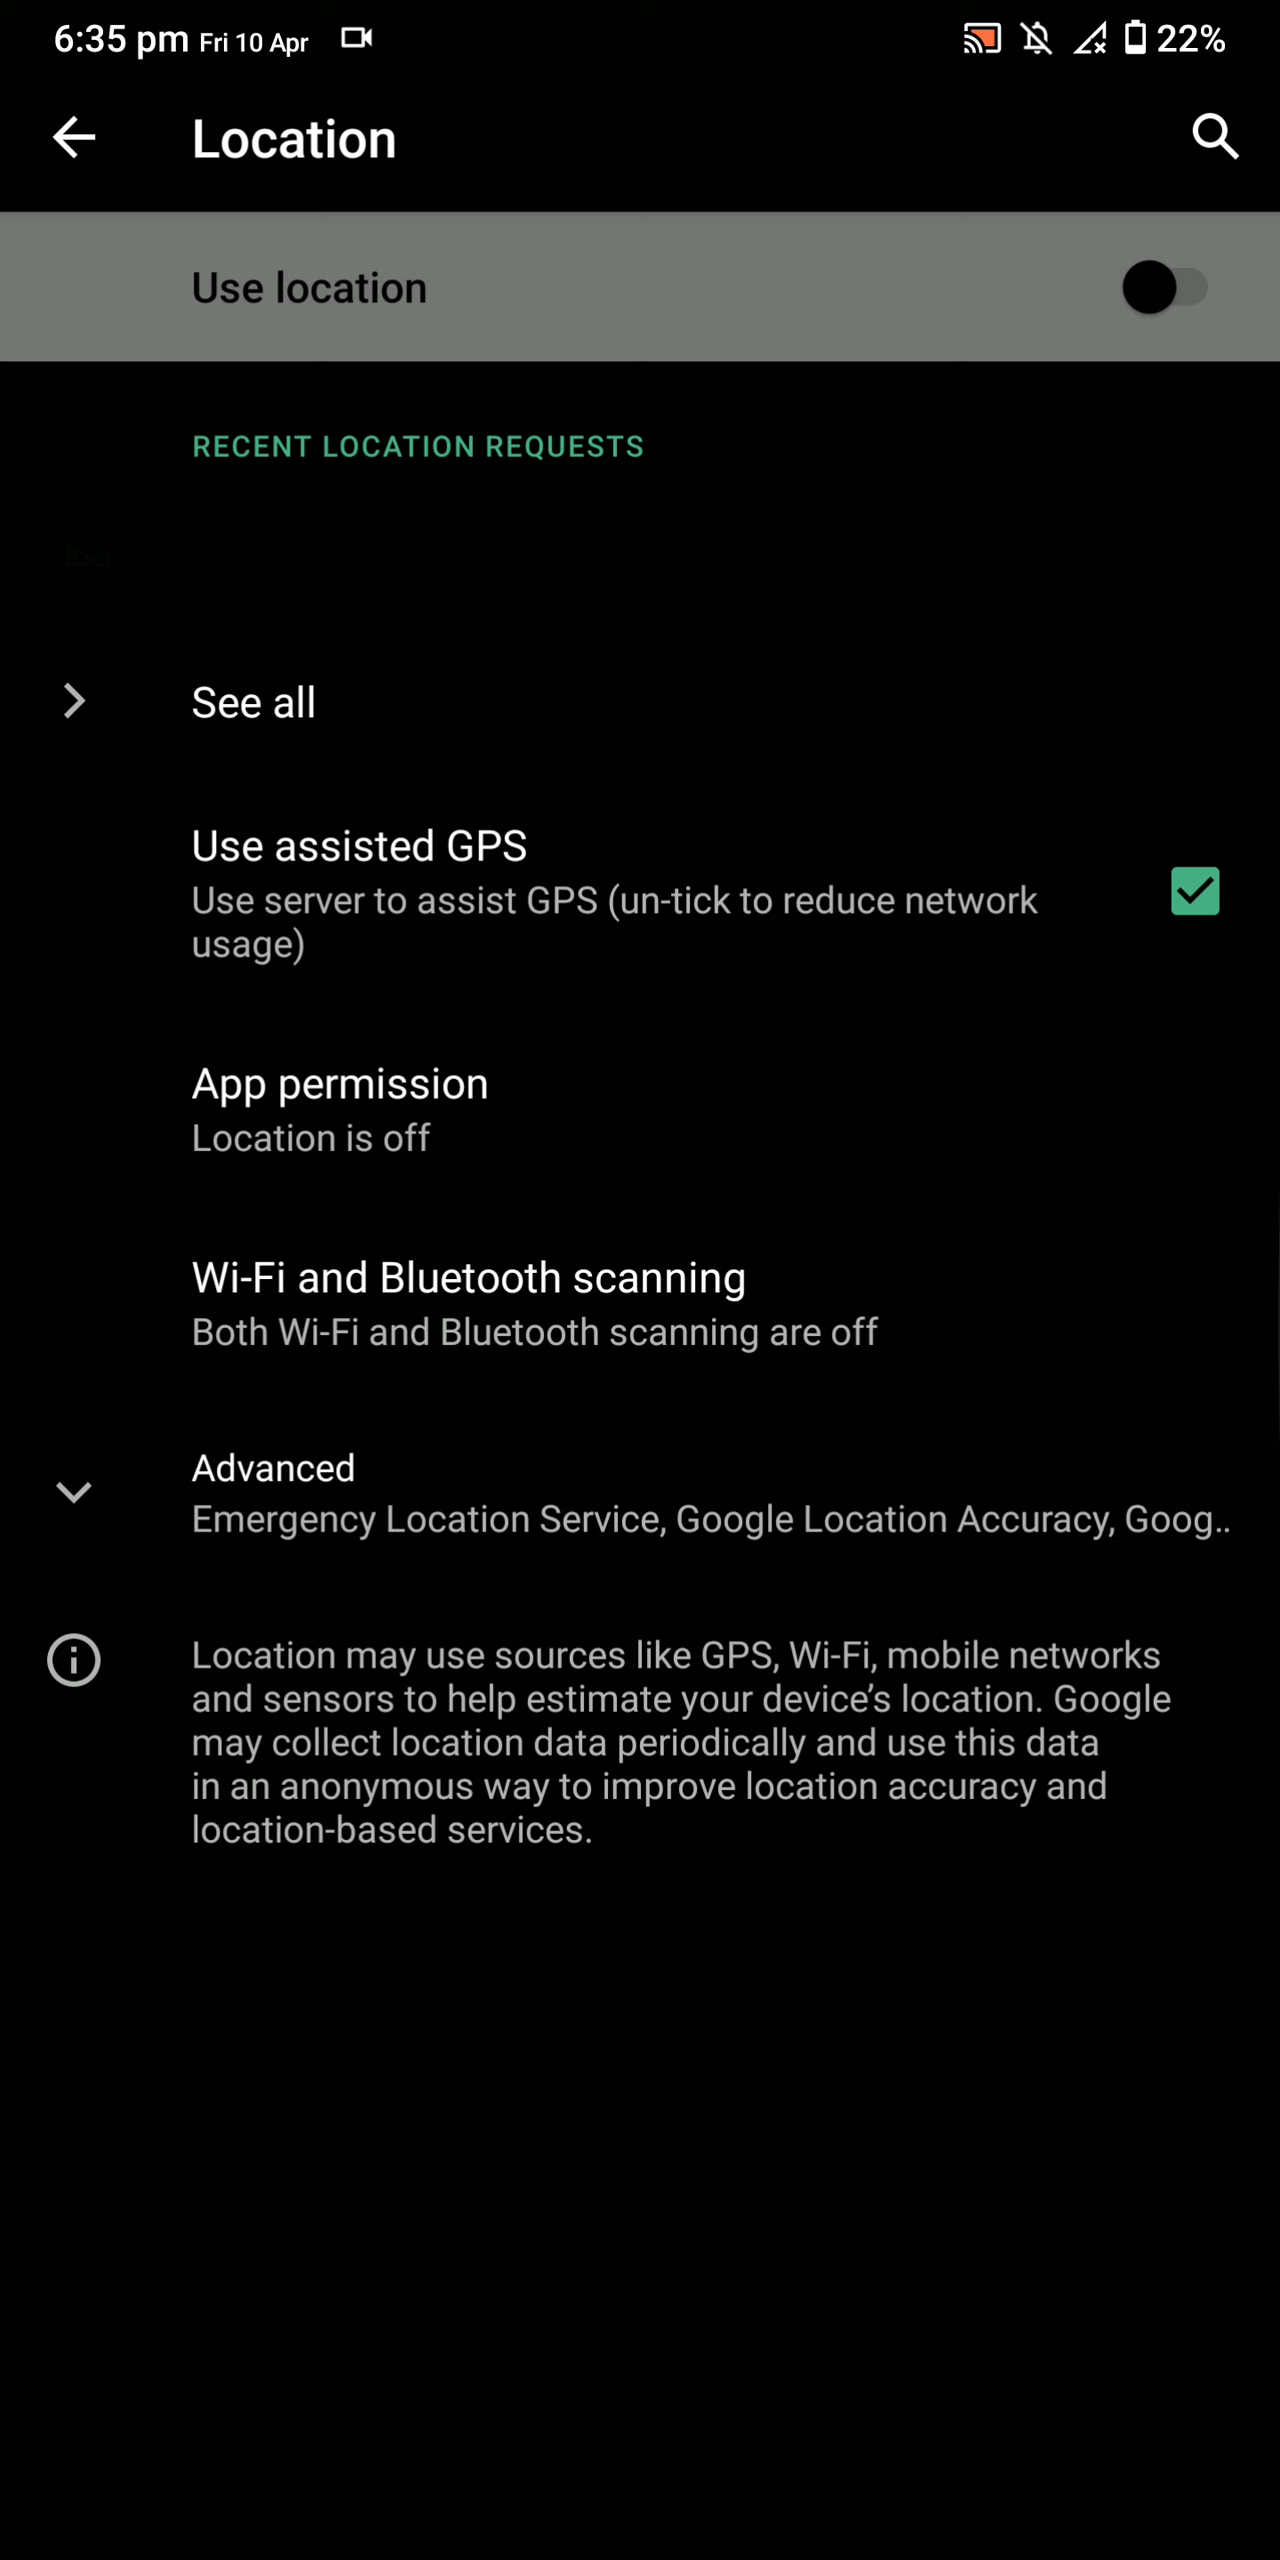 6:35 pm Fri 10 Apr 22%
Location
Use location
RECENT LOCATION REQUESTS
See all
Use assisted GPS
Use server to assist GPS (un-tick to reduce network
usage)
App permission
Location is off
Wi-Fi and Bluetooth scanning
Both Wi-Fi and Bluetooth scanning are off
Advanced
Emergency Location Service, Google Location Accuracy, Goog..
Location may use sources like GPS, Wi-Fi, mobile networks
and sensors to help estimate your device’s location. Google
may collect location data periodically and use this data
in an anonymous way to improve location accuracy and
location-based services.